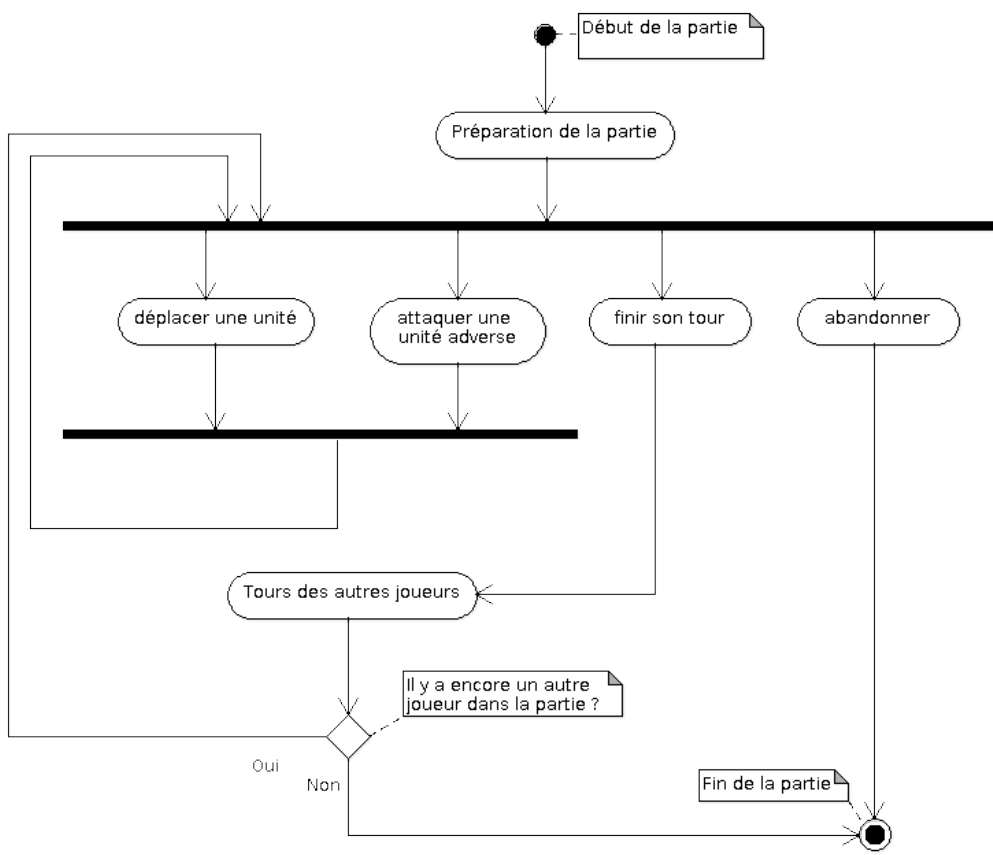 Début de la partie
Préparation de la partie
déplacer une unité
attaquer une
unité adverse
finir son tour
abandonner
Tours des autres joueurs
Il y a encore un autre
joueur dans la partie ?
Oui
Non
Fin de la partie